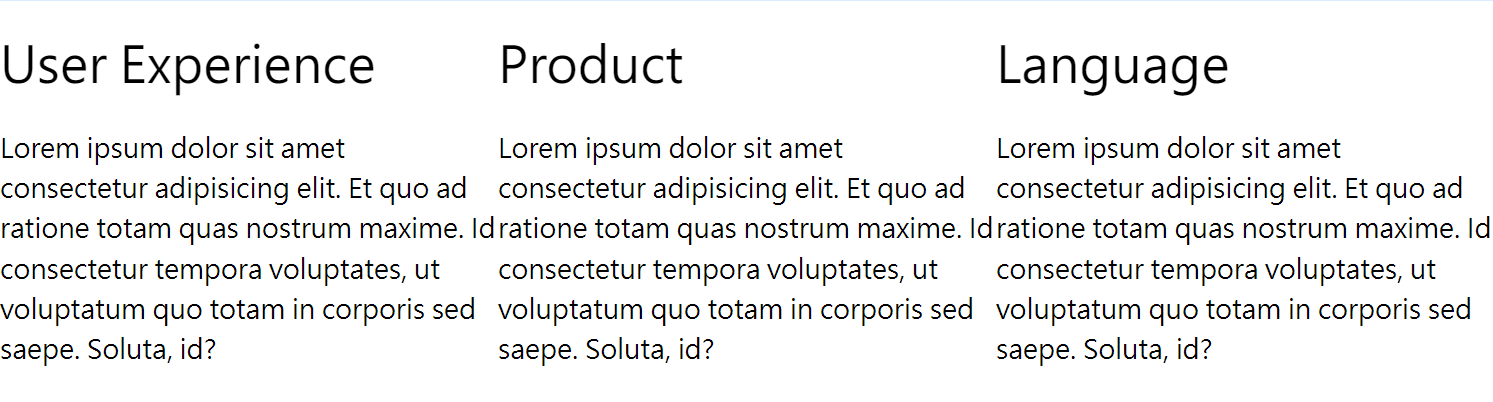 User Experience
Lorem ipsum dolor sit amet
consectetur adipisicing elit. Et quo ad
ratione totam quas nostrum maxime. Id
consectetur tempora voluptates, ut
voluptatum quo totam in corporis sed
saepe. Soluta, id?
Product
Lorem ipsum dolor sit amet
consectetur adipisicing elit. Et quo ad
ratione totam quas nostrum maxime. Id
consectetur tempora voluptates, ut
voluptatum quo totam in corporis sed
saepe. Soluta, id?
Language
Lorem ipsum dolor sit amet
consectetur adipisicing elit. Et quo ad
ratione totam quas nostrum maxime. Id
consectetur tempora voluptates, ut
voluptatum quo totam in corporis sed
saepe. Soluta, id?